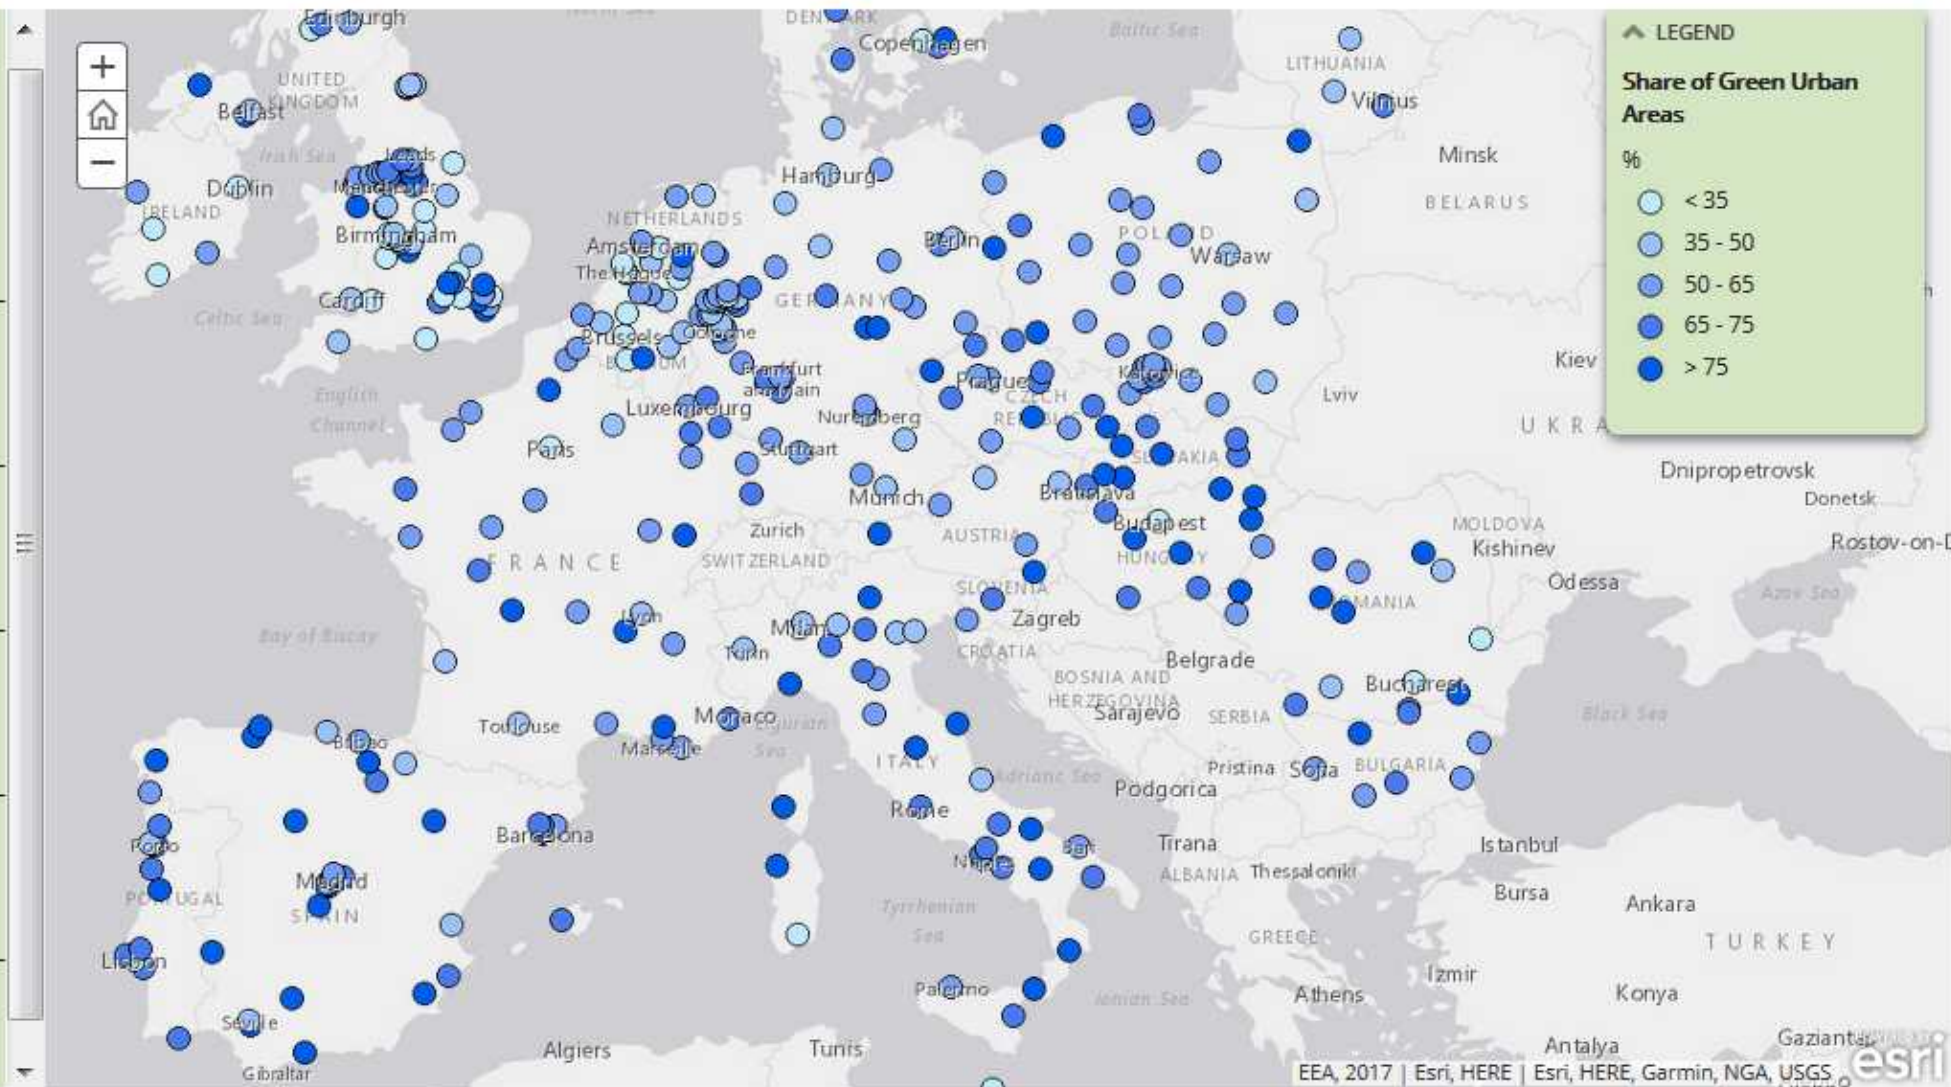 Edinburgh
North Sea
DENMARK
Copenhagen
Baltic Sea
LITHUANIA
Vilnius
LEGEND
Share of Green Urban
Areas
%
< 35
35 - 50
50 - 65
65 - 75
> 75
UNITED
KINGDOM
Belfast
Irish Sea
Leeds
Manchester
Dublin
IRELAND
Birmingham
Cardiff
Celtic Sea
English
Channel
Hamburg
NETHERLANDS
Amsterdam
The Hague
Berlin
POLAND
Warsaw
Minsk
BELARUS
GERMANY
Brussels
BELGIUM
Cologne
Frankfurt
am Main
Luxembourg
Nuremberg
Prague
CZECH
REPUBLIC
Katowice
Lviv
Kiev
UKRA
Paris
Stuttgart
SLOVAKIA
Munich
Bratislava
Dnipropetrovsk
Donetsk
Zurich
SWITZERLAND
AUSTRIA
Budapest
HUNGARY
MOLDOVA
Kishinev
Rostov-on-D
FRANCE
SLOVENIA
Zagreb
ROMANIA
Odessa
Azov Sea
Bay of Biscay
Lyon
Milan
Turin
CROATIA
Belgrade
BOSNIA AND
HERZEGOVINA
Sarajevo
SERBIA
Bucharest
Black Sea
Toulouse
Monaco
Ligurian
Sea
Marseille
Bilbao
ITALY
Adriatic Sea
Podgorica
Pristina
Sofia
BULGARIA
Rome
Barcelona
Porto
Naples
Bari
Tirana
ALBANIA
Thessaloniki
Istanbul
Bursa
Ankara
Madrid
PORTUGAL
SPAIN
Tyrrhenian
Sea
GREECE
TURKEY
Lisbon
Palermo
Ionian Sea
Athens
Izmir
Konya
Seville
Gibraltar
Algiers
Tunis
Antalya
Gaziantep
EEA, 2017 | Esri, HERE | Esri, HERE, Garmin, NGA, USGS
esri